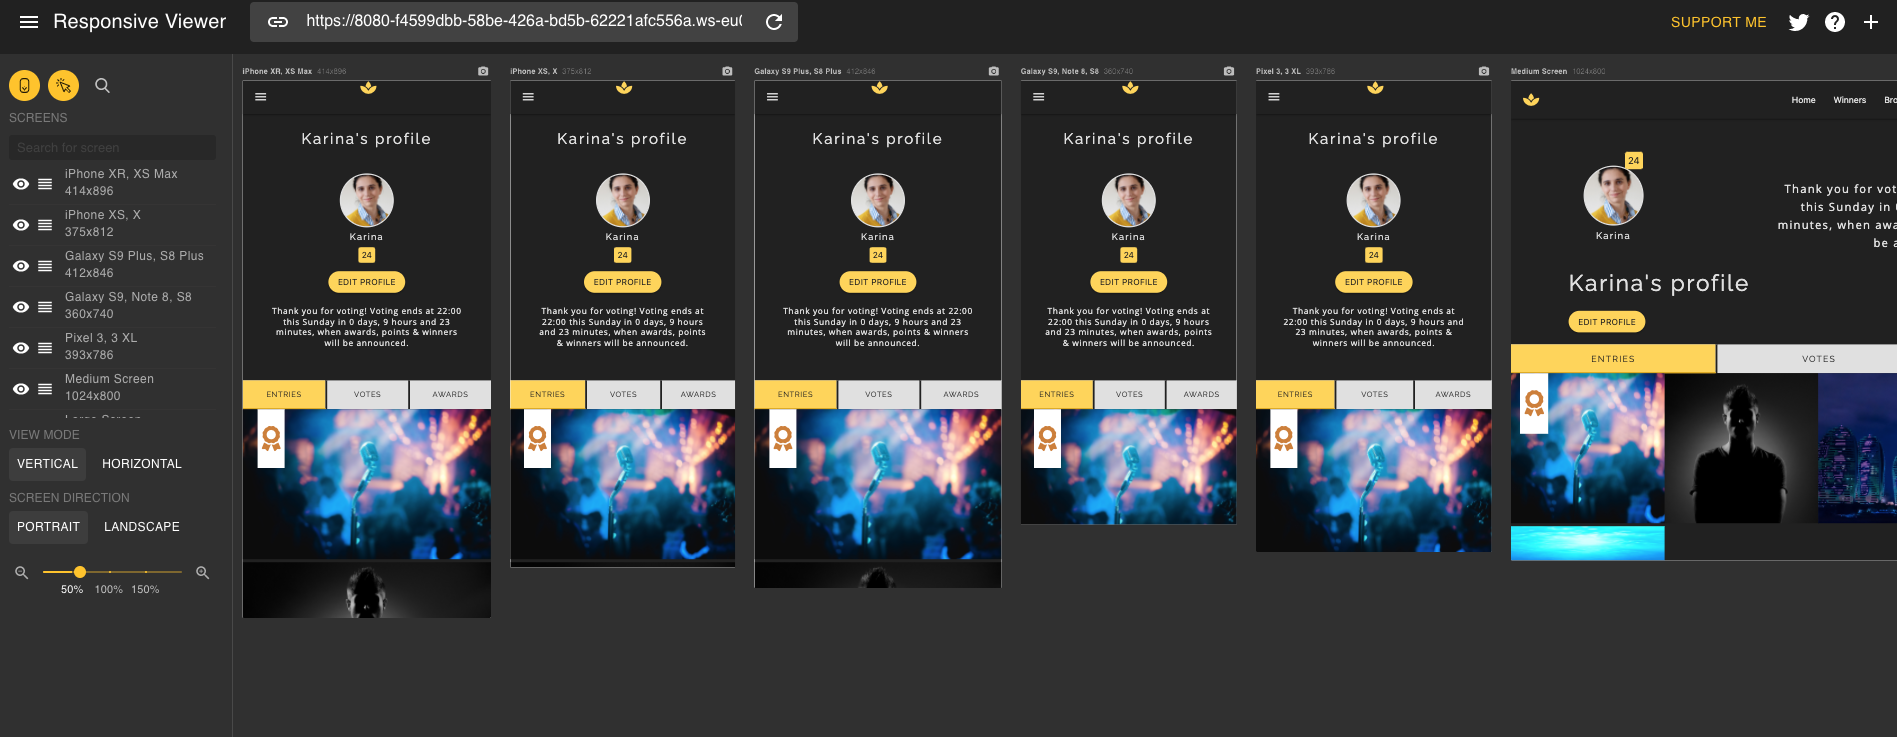 Responsive Viewer
https://8080-f4599dbb-58be-426a-bd5b-62221afc556a.ws-eu
SUPPORT ME
SCREENS
Search for screen
iPhone XR, XS Max
414x896
iPhone XS, X
375x812
Galaxy S9 Plus, S8 Plus
412x846
Galaxy S9, Note 8, S8
360x740
Pixel 3, 3 XL
393x786
Medium Screen
1024x800
VIEW MODE
VERTICAL
HORIZONTAL
SCREEN DIRECTION
PORTRAIT
LANDSCAPE
50% 100% 150%
iPhone XR, XS Max 414x896
Karina's profile
Karina
24
EDIT PROFILE
Thank you for voting! Voting ends at 22:00
this Sunday in 0 days, 9 hours and 23
minutes, when awards, points & winners
will be announced.
ENTRIES VOTES AWARDS
iPhone XS, X 375x812
Karina's profile
Karina
24
EDIT PROFILE
Thank you for voting! Voting ends at
22:00 this Sunday in 0 days, 9 hours
and 23 minutes, when awards, points
& winners will be announced.
ENTRIES VOTES AWARDS
Galaxy S9 Plus, S8 Plus 412x846
Karina's profile
Karina
24
EDIT PROFILE
Thank you for voting! Voting ends at 22:00
this Sunday in 0 days, 9 hours and 23
minutes, when awards, points & winners
will be announced.
ENTRIES VOTES AWARDS
Galaxy S9, Note 8, S8 360x740
Karina's profile
Karina
24
EDIT PROFILE
Thank you for voting! Voting ends at
22:00 this Sunday in 0 days, 9 hours
and 23 minutes, when awards, points
& winners will be announced.
ENTRIES VOTES AWARDS
Pixel 3, 3 XL 393x786
Karina's profile
Karina
24
EDIT PROFILE
Thank you for voting! Voting ends at
22:00 this Sunday in 0 days, 9 hours and
23 minutes, when awards, points &
winners will be announced.
ENTRIES VOTES AWARDS
Medium Screen 1024x800
Home Winners Bro
24
Karina
Thank you for vot
this Sunday in
minutes, when awa
be a
Karina's profile
EDIT PROFILE
ENTRIES VOTES